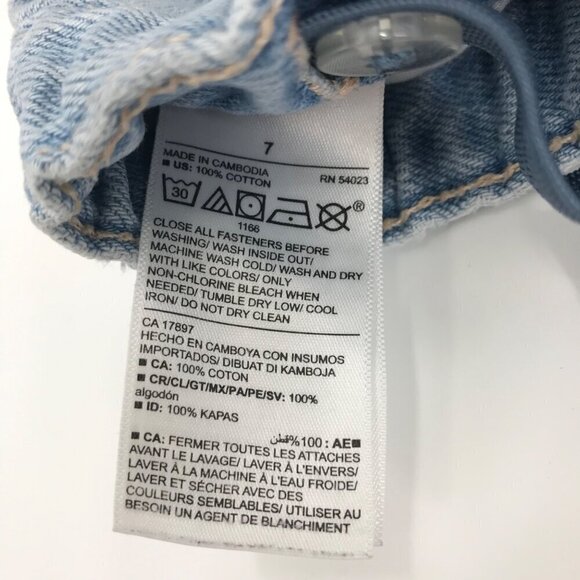 7
MADE IN CAMBODIA
■ US: 100% COTTON RN 54023
30 ®
1166
CLOSE ALL FASTENERS BEFORE
WASHING/ WASH INSIDE OUT/
MACHINE WASH COLD/ WASH AND DRY
WITH LIKE COLORS/ ONLY
NON-CHLORINE BLEACH WHEN
NEEDED/ TUMBLE DRY LOW/ COOL
IRON/ DO NOT DRY CLEAN
CA 17897
HECHO EN CAMBOYA CON INSUMOS
IMPORTADOS/ DIBUAT DI KAMBOJA
■ CA: 100% COTON
■ CR/CL/GT/MX/PA/PE/SV: 100%
algodón
■ ID: 100% KAPAS
قطن %100 : AE■
■ CA: FERMER TOUTES LES ATTACHES
AVANT LE LAVAGE/ LAVER À L'ENVERS/
LAVER À LA MACHINE À L'EAU FROIDE/
LAVER ET SÉCHER AVEC DES
COULEURS SEMBLABLES/ UTILISER AU
BESOIN UN AGENT DE BLANCHIMENT